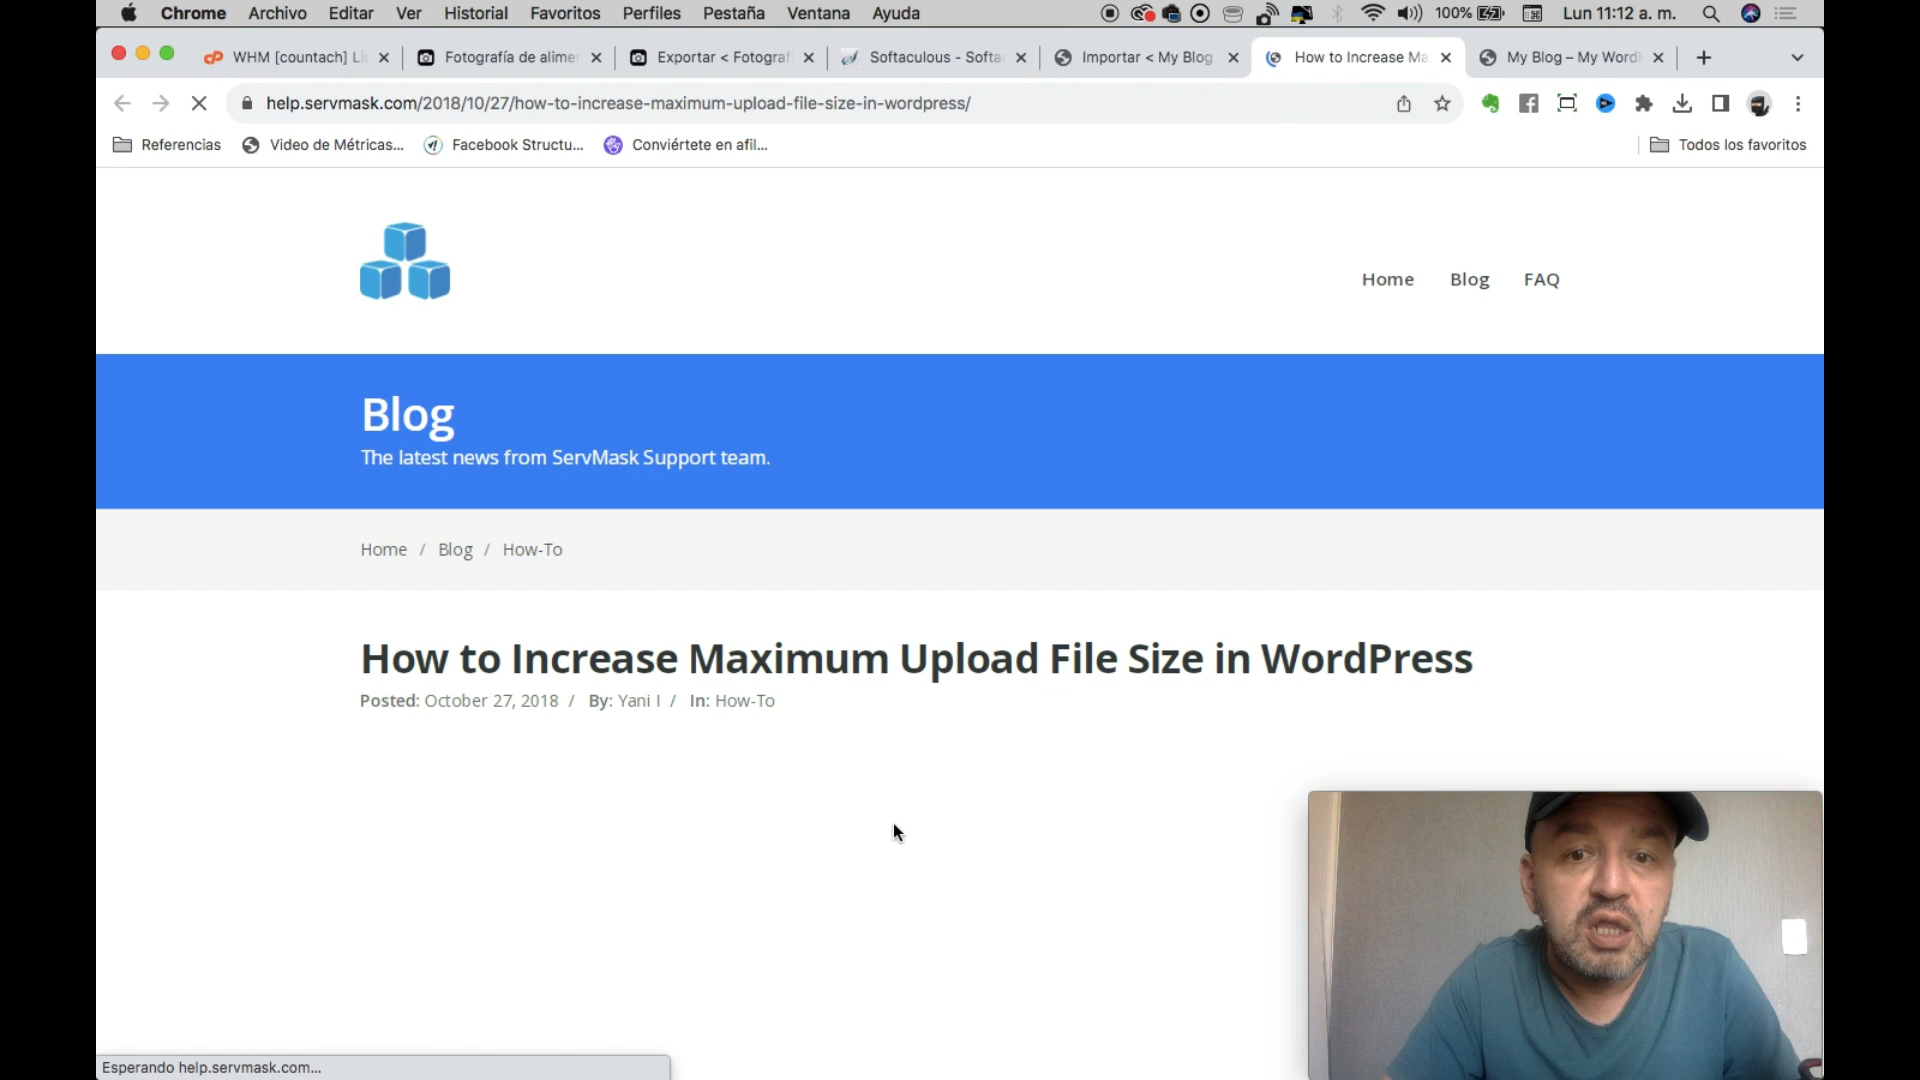 Chrome Archivo Editar Ver Historial Favoritos Perfiles Pestaña Ventana Ayuda 100% Lun 11:12 a. m.
WHM [countach] Li Fotografía de alimen Exportar < Fotografí Softaculous - Softac Importar < My Blog How to Increase Ma My Blog – My WordP
help.servmask.com/2018/10/27/how-to-increase-maximum-upload-file-size-in-wordpress/
Referencias Video de Métricas... Facebook Structu... Conviértete en afil... Todos los favoritos
Home Blog FAQ
Blog
The latest news from ServMask Support team.
Home / Blog / How-To
How to Increase Maximum Upload File Size in WordPress
Posted: October 27, 2018 / By: Yani I / In: How-To
Esperando help.servmask.com...